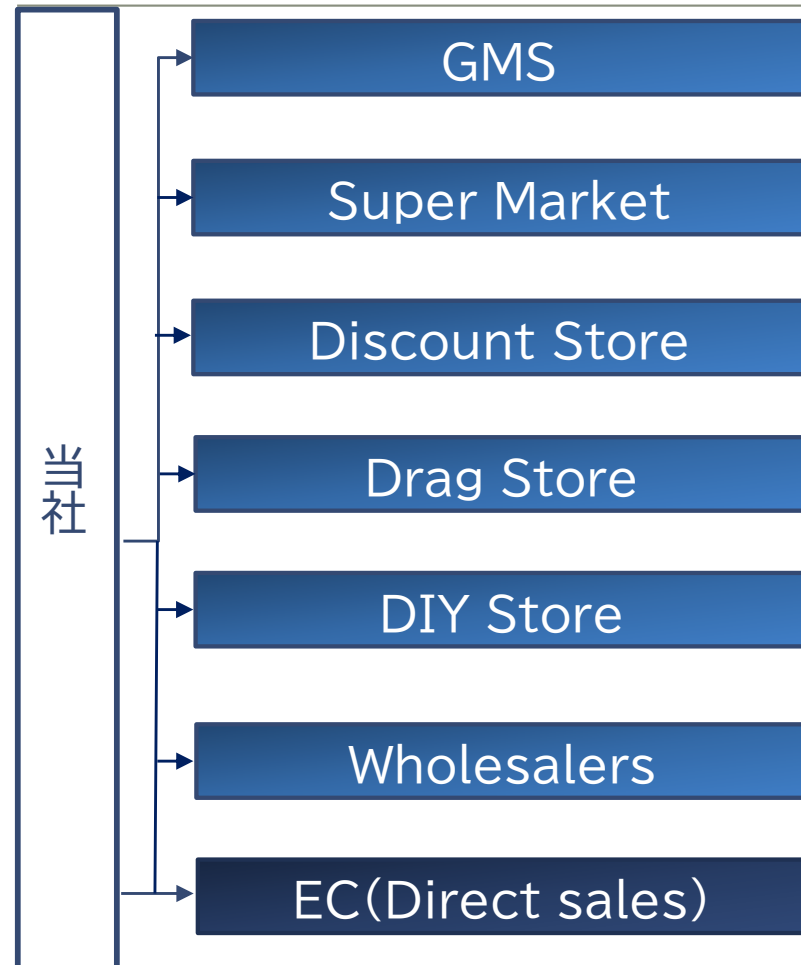 当社
GMS
Super Market
Discount Store
Drag Store
DIY Store
Wholesalers
EC(Direct sales)